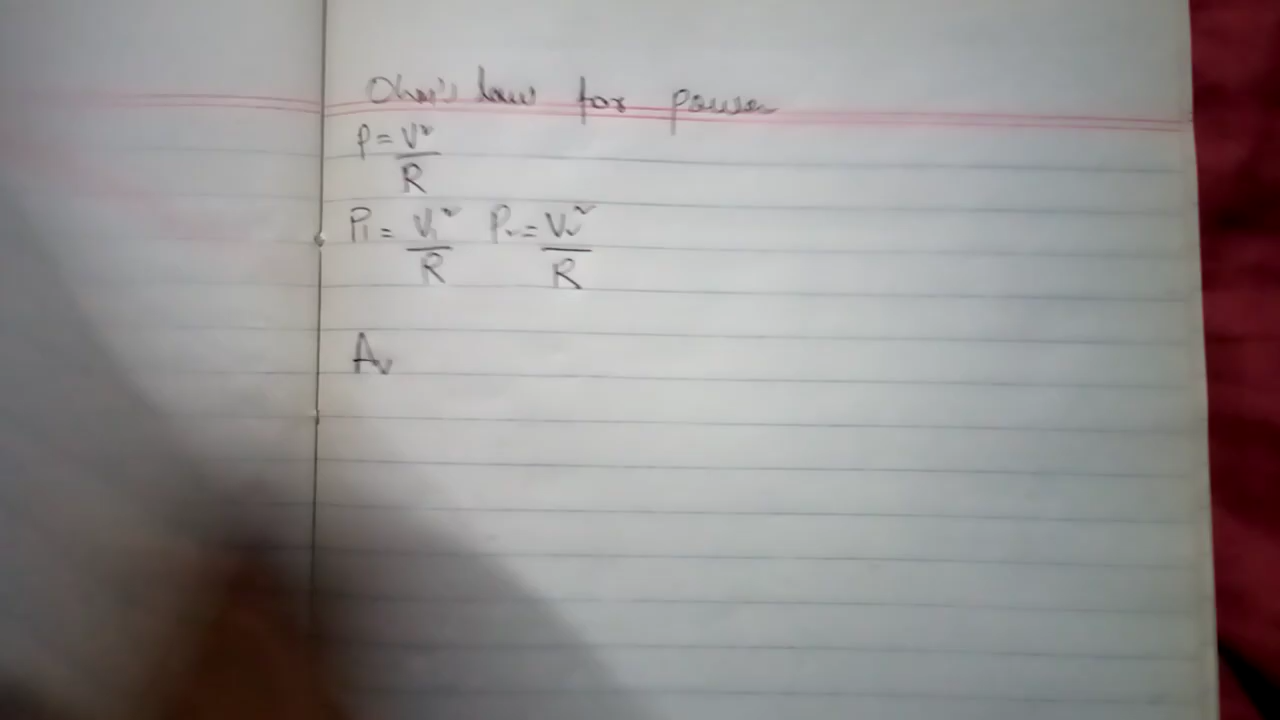 Ohm's law for power
P = V²/R
P₁ = V₁²/R P₂ = V₂²/R
Aᵥ